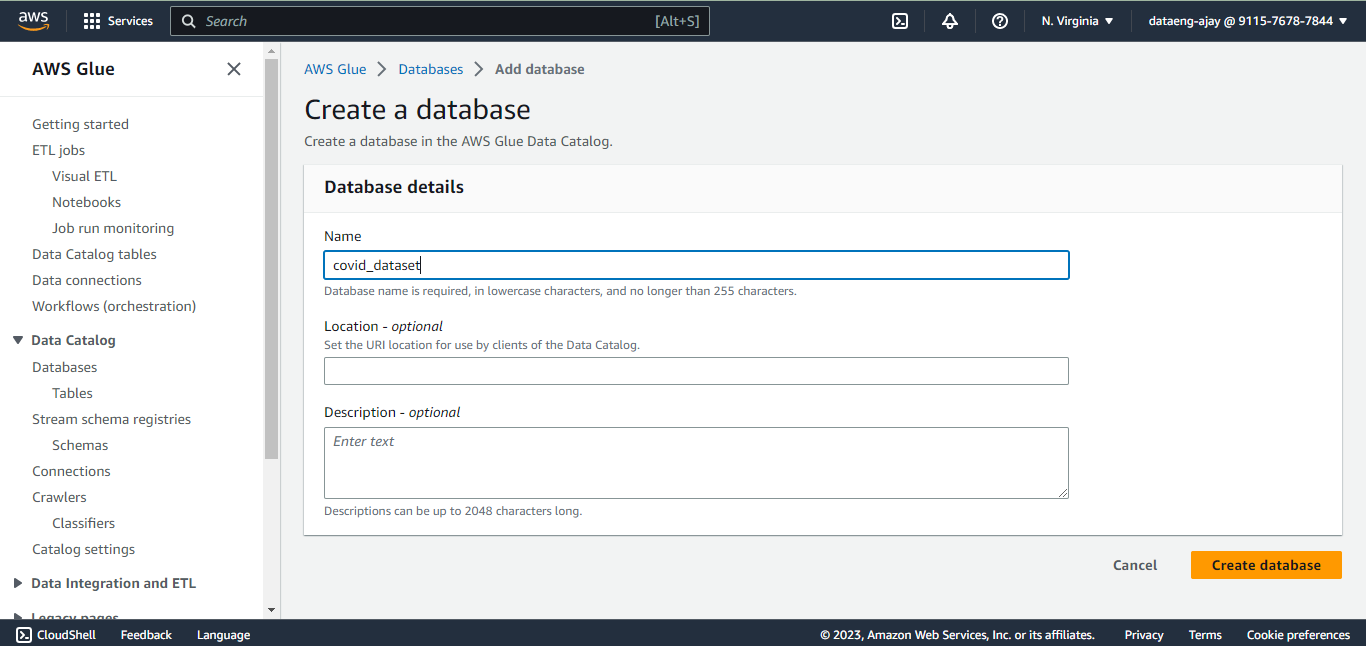 aws Services Search [Alt+S] N. Virginia dataeng-ajay @ 9115-7678-7844
AWS Glue
Getting started
ETL jobs
Visual ETL
Notebooks
Job run monitoring
Data Catalog tables
Data connections
Workflows (orchestration)
Data Catalog
Databases
Tables
Stream schema registries
Schemas
Connections
Crawlers
Classifiers
Catalog settings
Data Integration and ETL
Legacy pages
AWS Glue Databases Add database
Create a database
Create a database in the AWS Glue Data Catalog.
Database details
Name
covid_dataset
Database name is required, in lowercase characters, and no longer than 255 characters.
Location - optional
Set the URI location for use by clients of the Data Catalog.
Description - optional
Enter text
Descriptions can be up to 2048 characters long.
Cancel Create database
CloudShell Feedback Language © 2023, Amazon Web Services, Inc. or its affiliates. Privacy Terms Cookie preferences